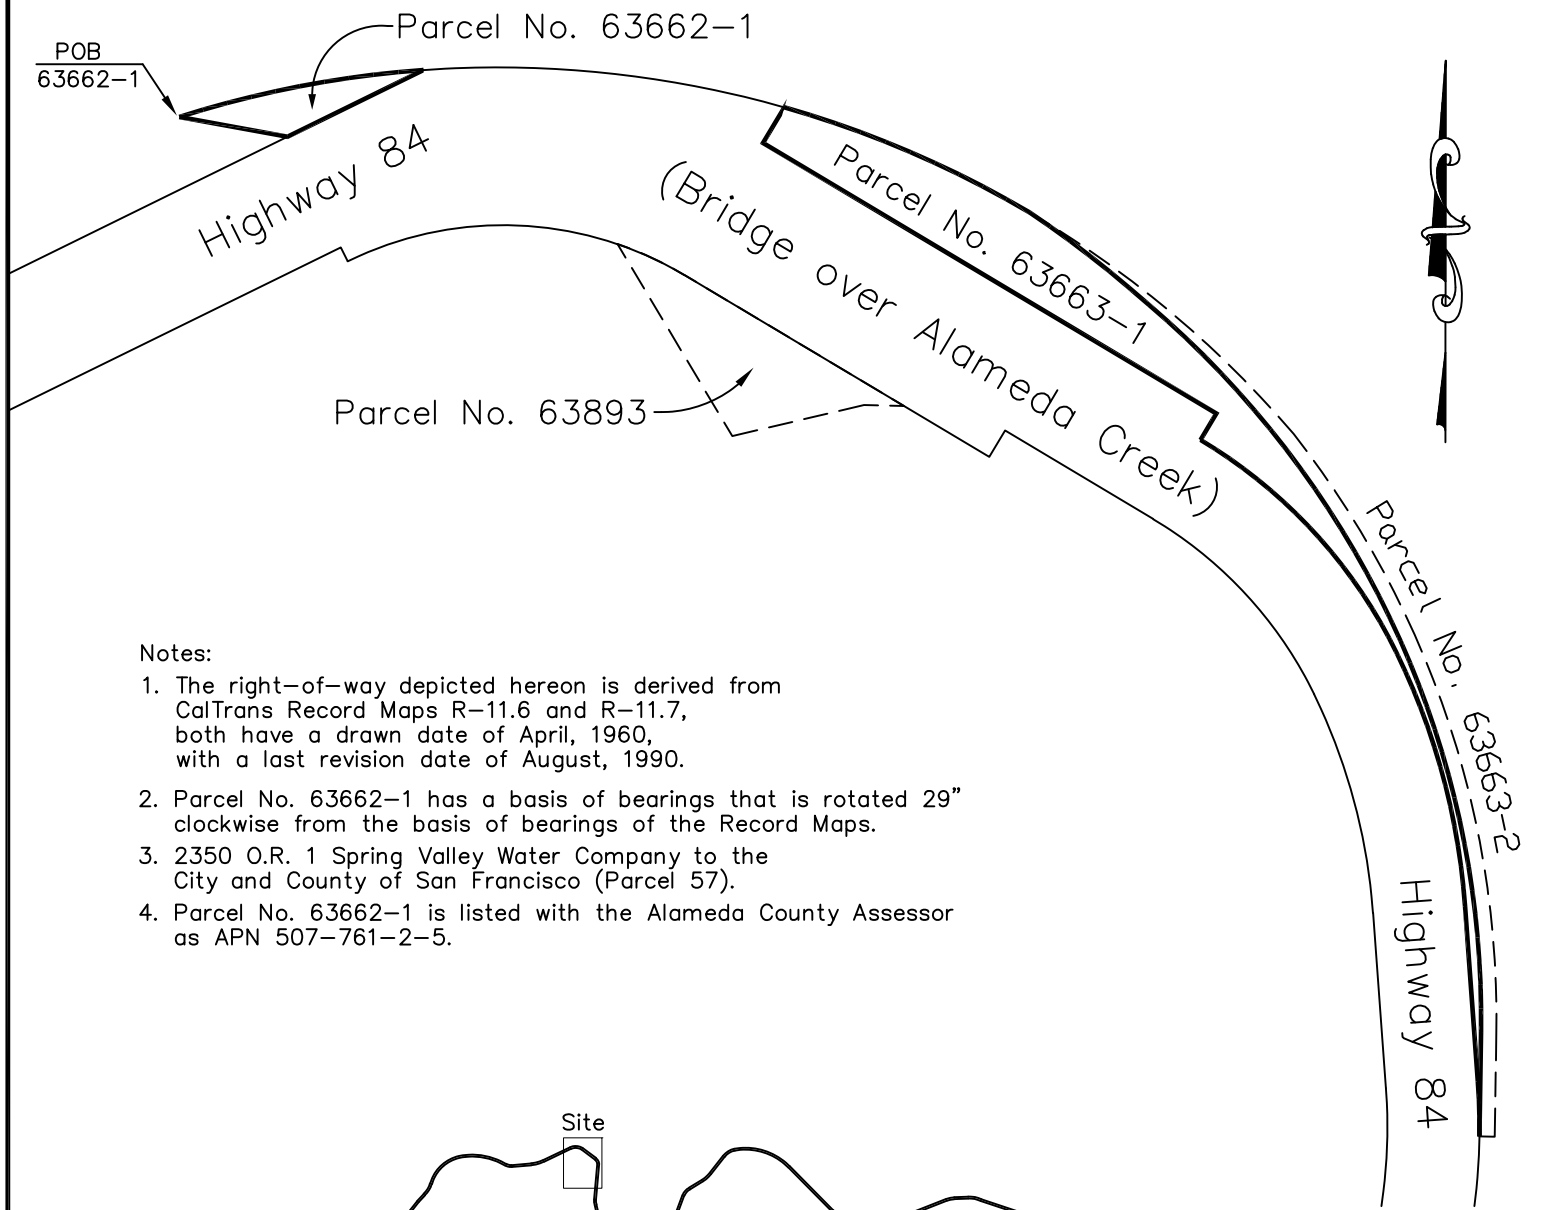 Parcel No. 63662-1
POB
63662-1
Highway 84
(Bridge over Alameda Creek)
Parcel No. 63663-1
Parcel No. 63893
Parcel No. 63663-2
Highway 84
Notes:
1. The right-of-way depicted hereon is derived from
CalTrans Record Maps R-11.6 and R-11.7,
both have a drawn date of April, 1960,
with a last revision date of August, 1990.
2. Parcel No. 63662-1 has a basis of bearings that is rotated 29"
clockwise from the basis of bearings of the Record Maps.
3. 2350 O.R. 1 Spring Valley Water Company to the
City and County of San Francisco (Parcel 57).
4. Parcel No. 63662-1 is listed with the Alameda County Assessor
as APN 507-761-2-5.
Site